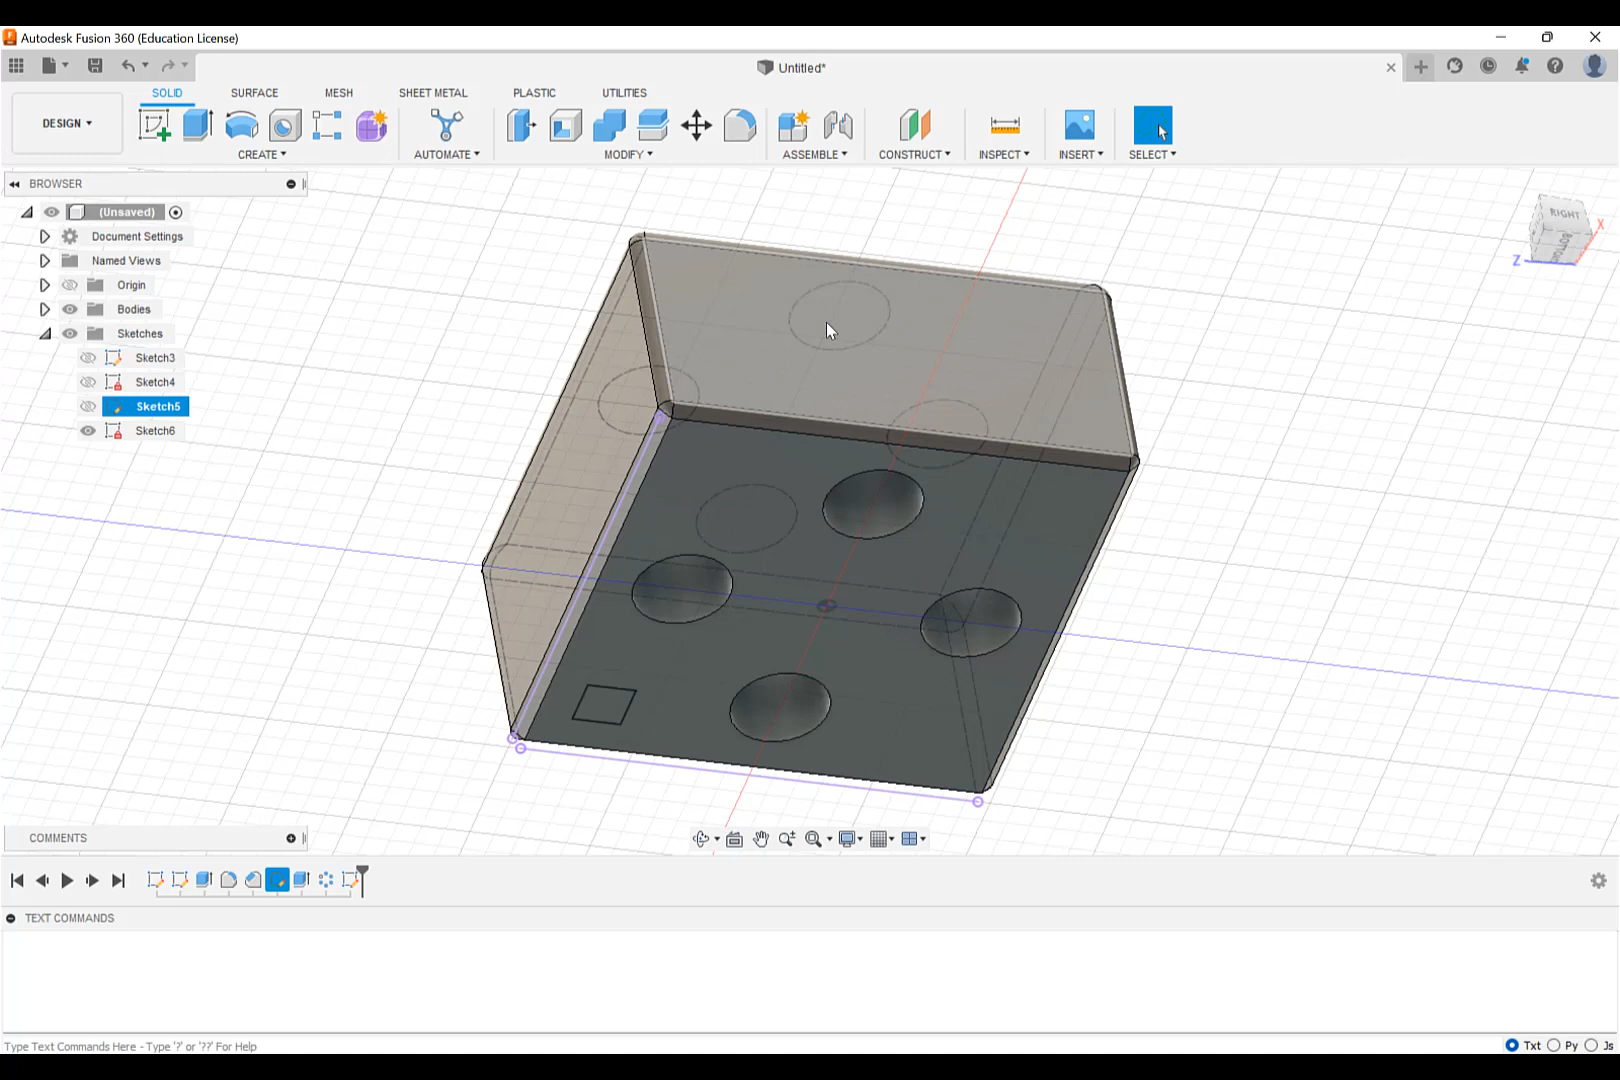 Autodesk Fusion 360 (Education License)
Untitled*
SOLID SURFACE MESH SHEET METAL PLASTIC UTILITIES
DESIGN
CREATE AUTOMATE MODIFY ASSEMBLE CONSTRUCT INSPECT INSERT SELECT
BROWSER
(Unsaved)
Document Settings
Named Views
Origin
Bodies
Sketches
Sketch3
Sketch4
Sketch5
Sketch6
RIGHT
BOTTOM
X
Z
COMMENTS
TEXT COMMANDS
Type Text Commands Here - Type '?' or '??' For Help
Txt Py Js